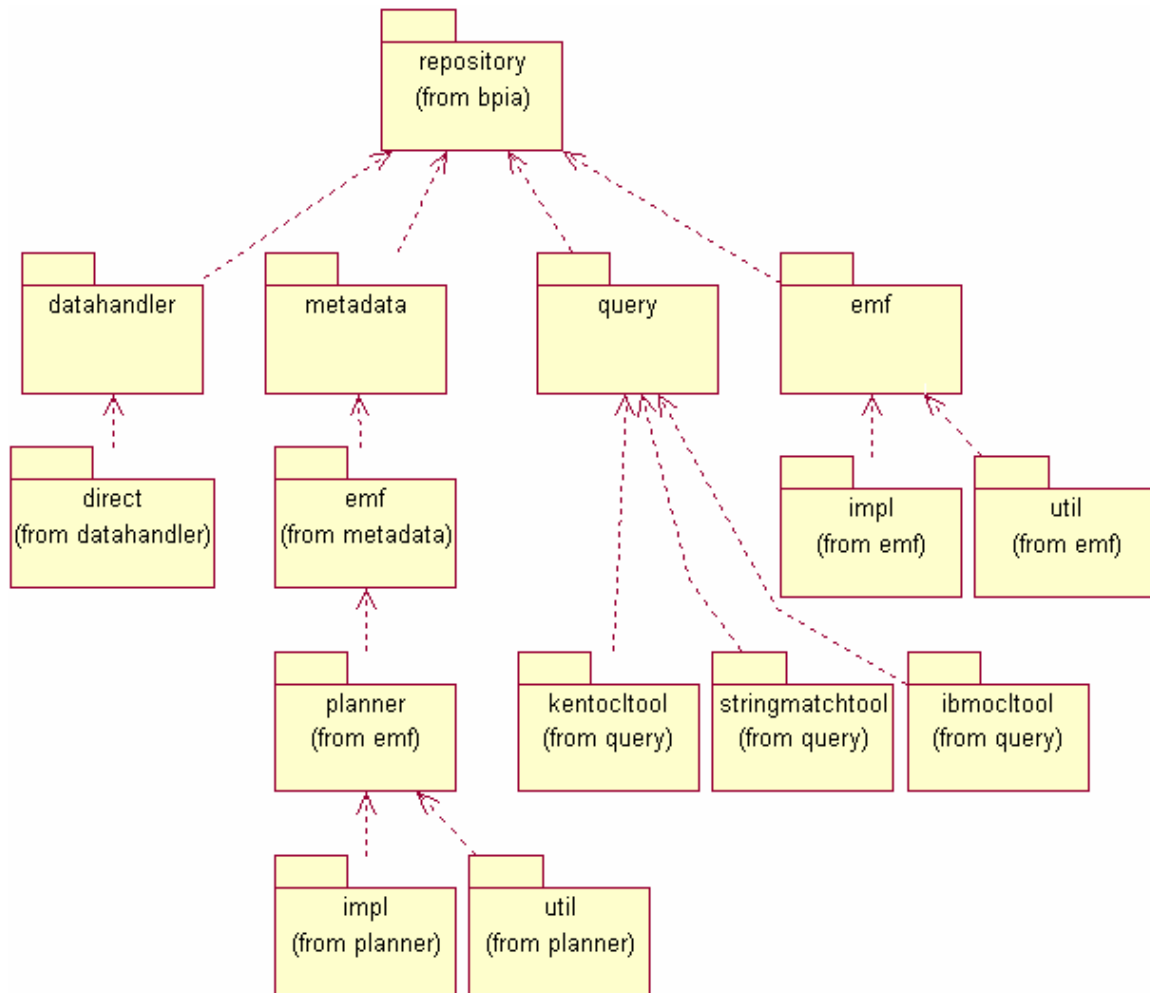 repository
(from bpia)
datahandler
metadata
query
emf
direct
(from datahandler)
emf
(from metadata)
impl
(from emf)
util
(from emf)
planner
(from emf)
kentocltool
(from query)
stringmatchtool
(from query)
ibmocltool
(from query)
impl
(from planner)
util
(from planner)